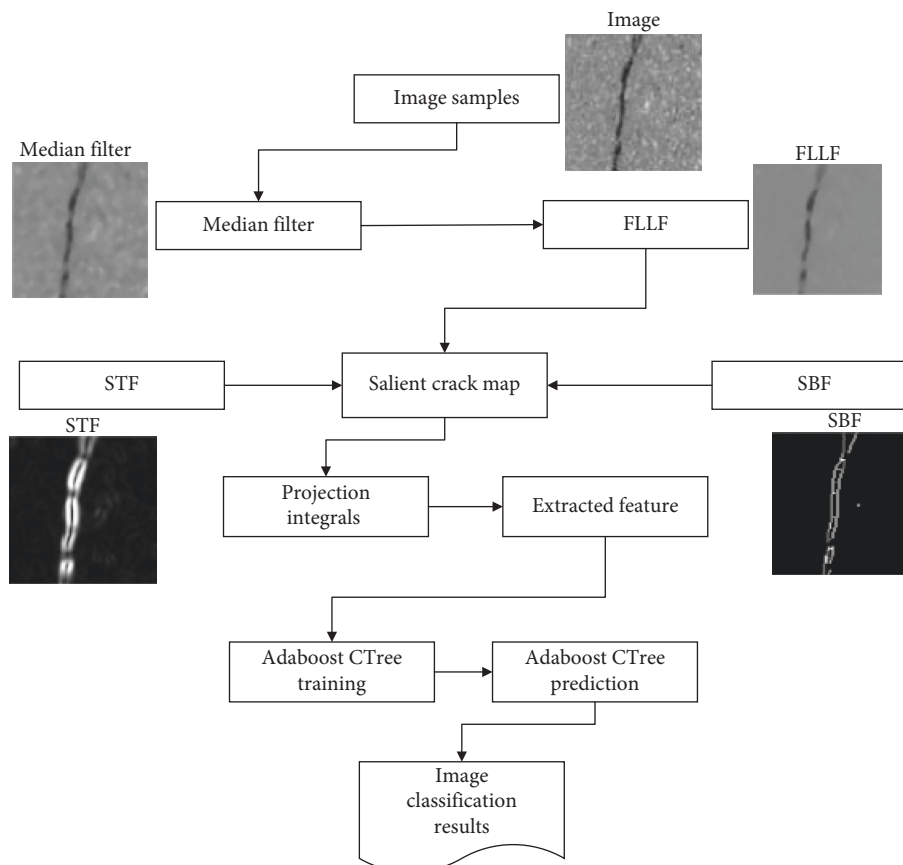 Image
Image samples
Median filter
FLLF
Median filter
FLLF
STF
Salient crack map
SBF
STF
SBF
Projection
integrals
Extracted feature
Adaboost CTree
training
Adaboost CTree
prediction
Image
classification
results